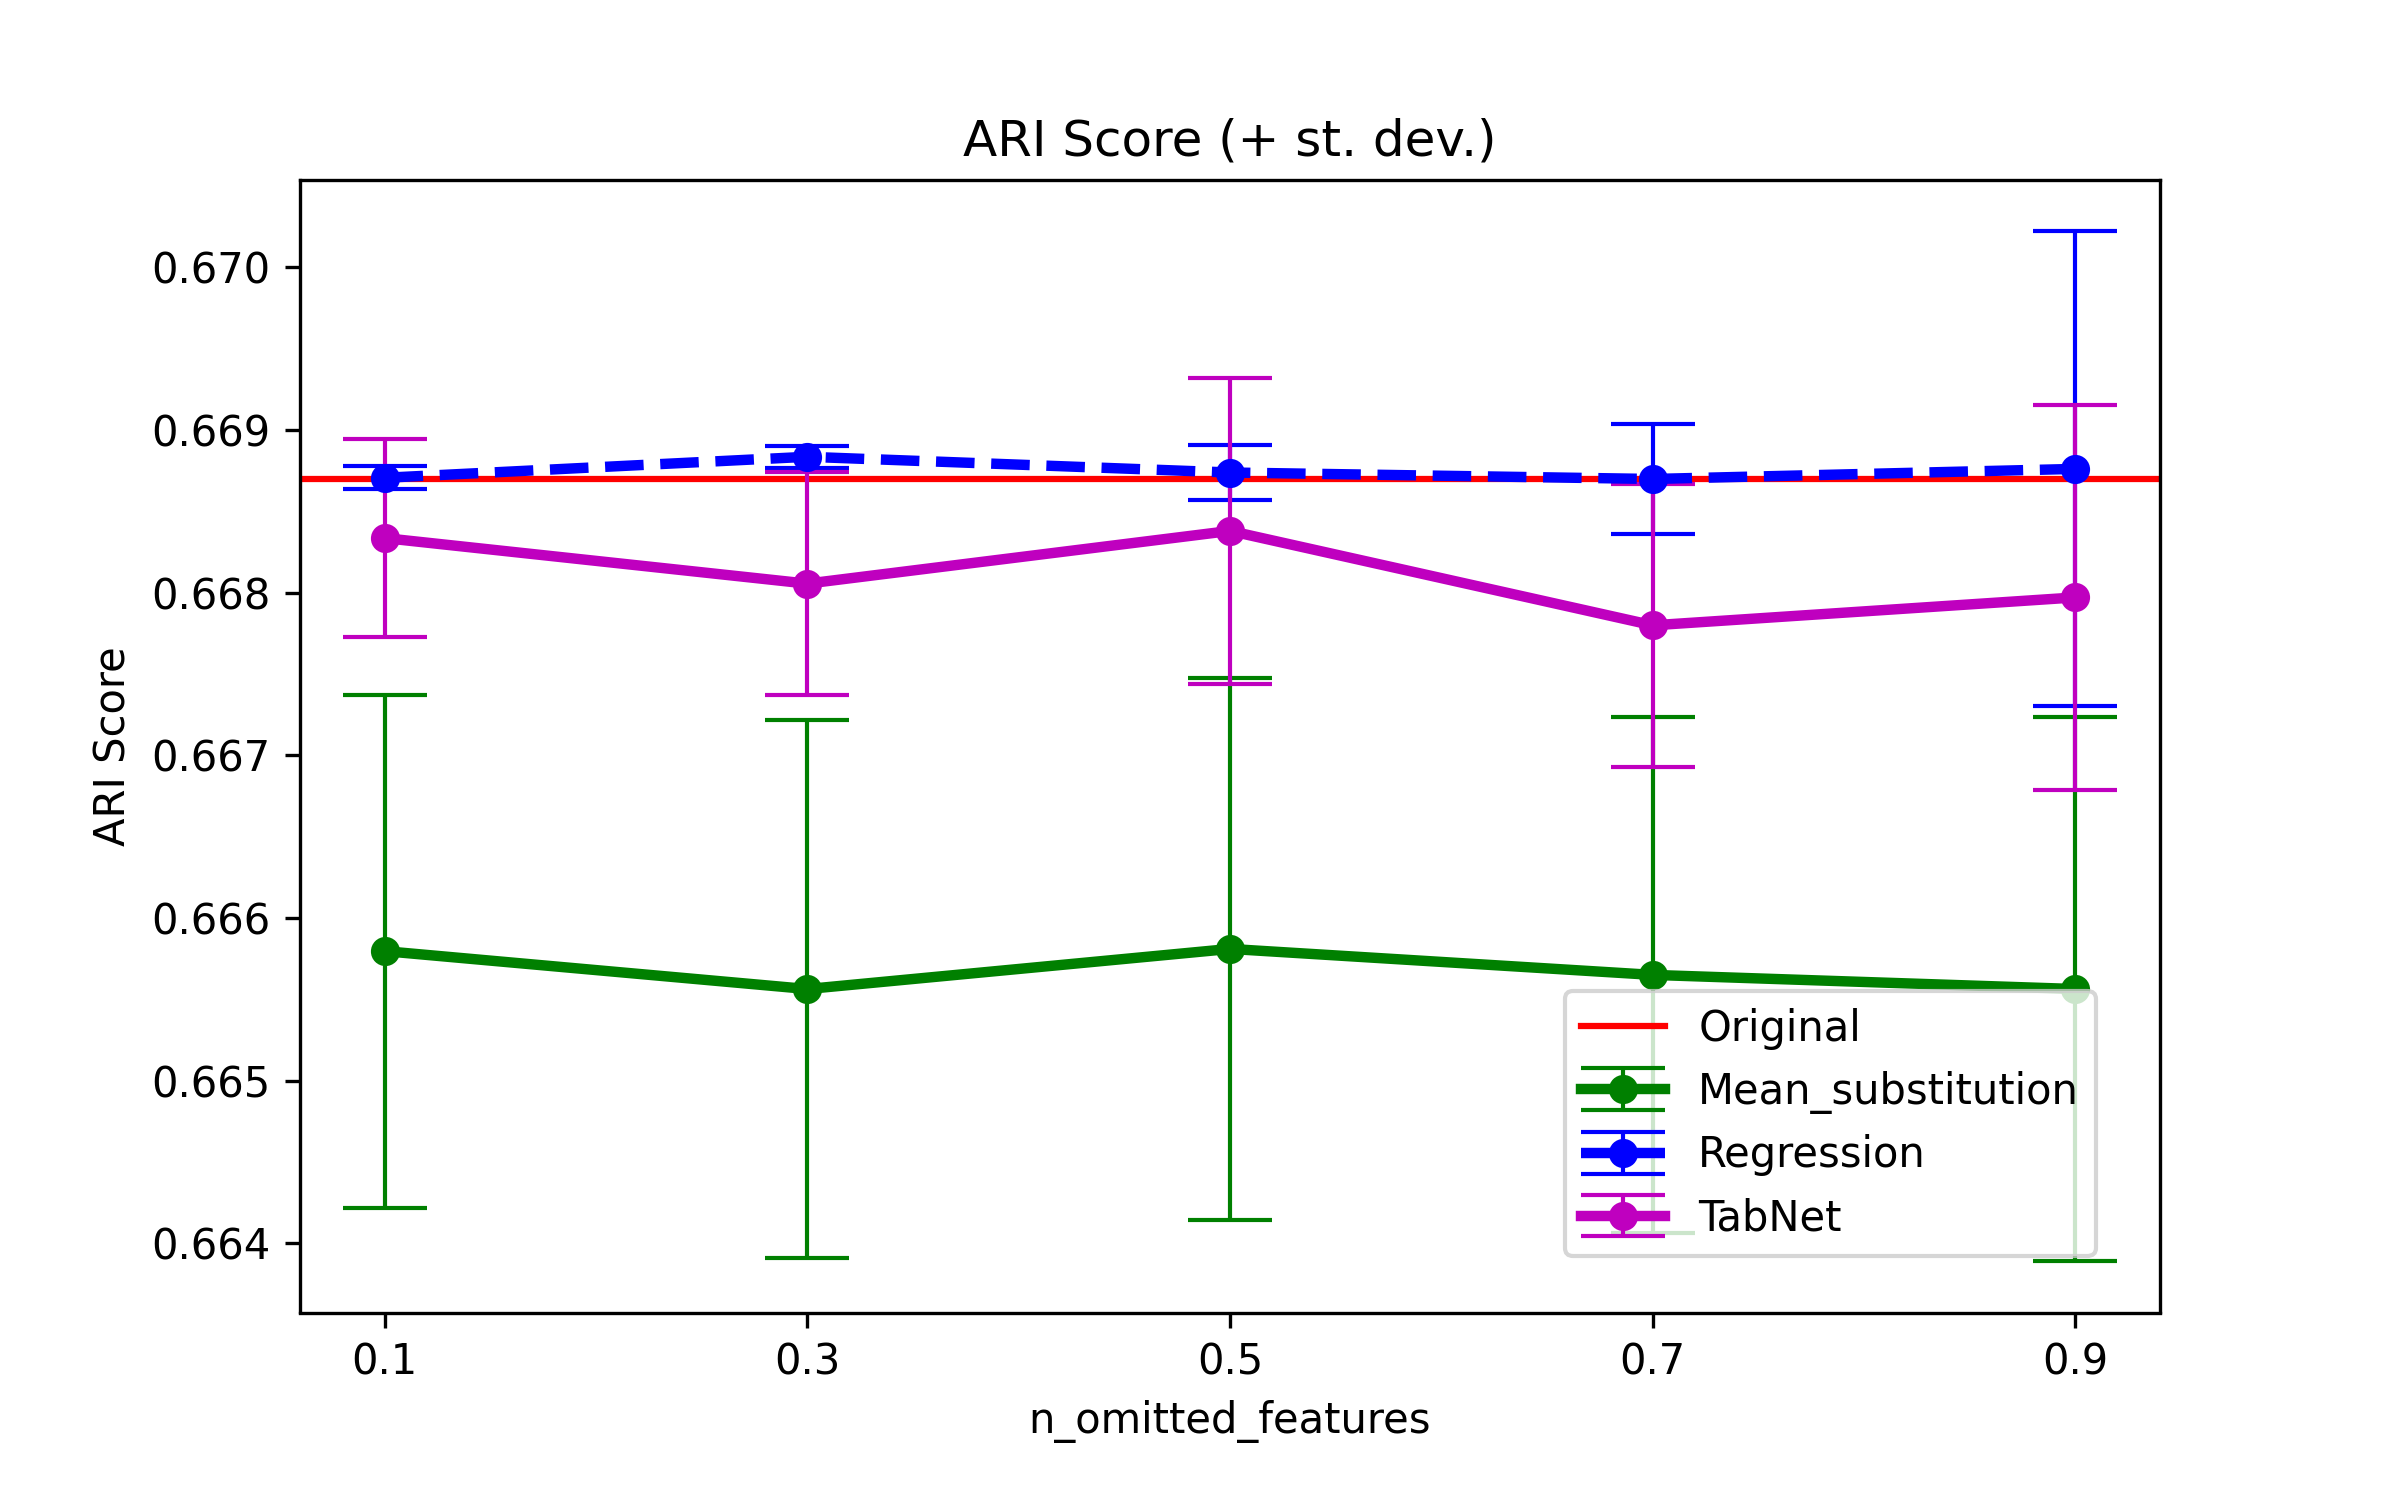 ARI Score (+ st. dev.)
0.670
0.669
0.668
0.667
0.666
0.665
0.664
ARI Score
Original
Mean_substitution
Regression
TabNet
0.1 0.3 0.5 0.7 0.9
n_omitted_features